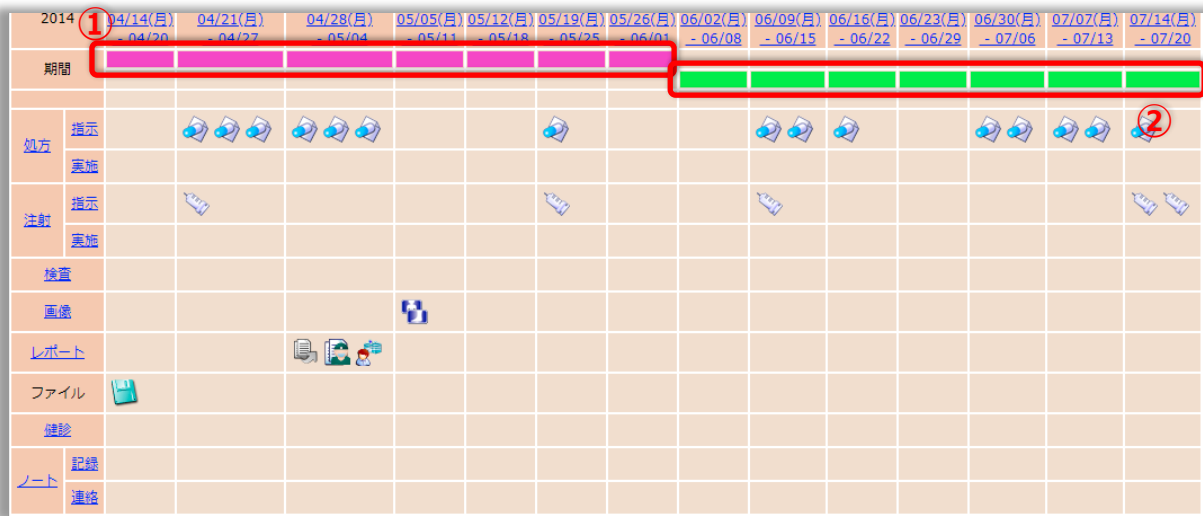 2014 ① 04/14(月) 04/21(月) 04/28(月) 05/05(月) 05/12(月) 05/19(月) 05/26(月) 06/02(月) 06/09(月) 06/16(月) 06/23(月) 06/30(月) 07/07(月) 07/14(月)
- 04/20 - 04/27 - 05/04 - 05/11 - 05/18 - 05/25 - 06/01 - 06/08 - 06/15 - 06/22 - 06/29 - 07/06 - 07/13 - 07/20
期間
②
処方 指示
実施
注射 指示
実施
検査
画像
レポート
ファイル
健診
ノート 記録
連絡